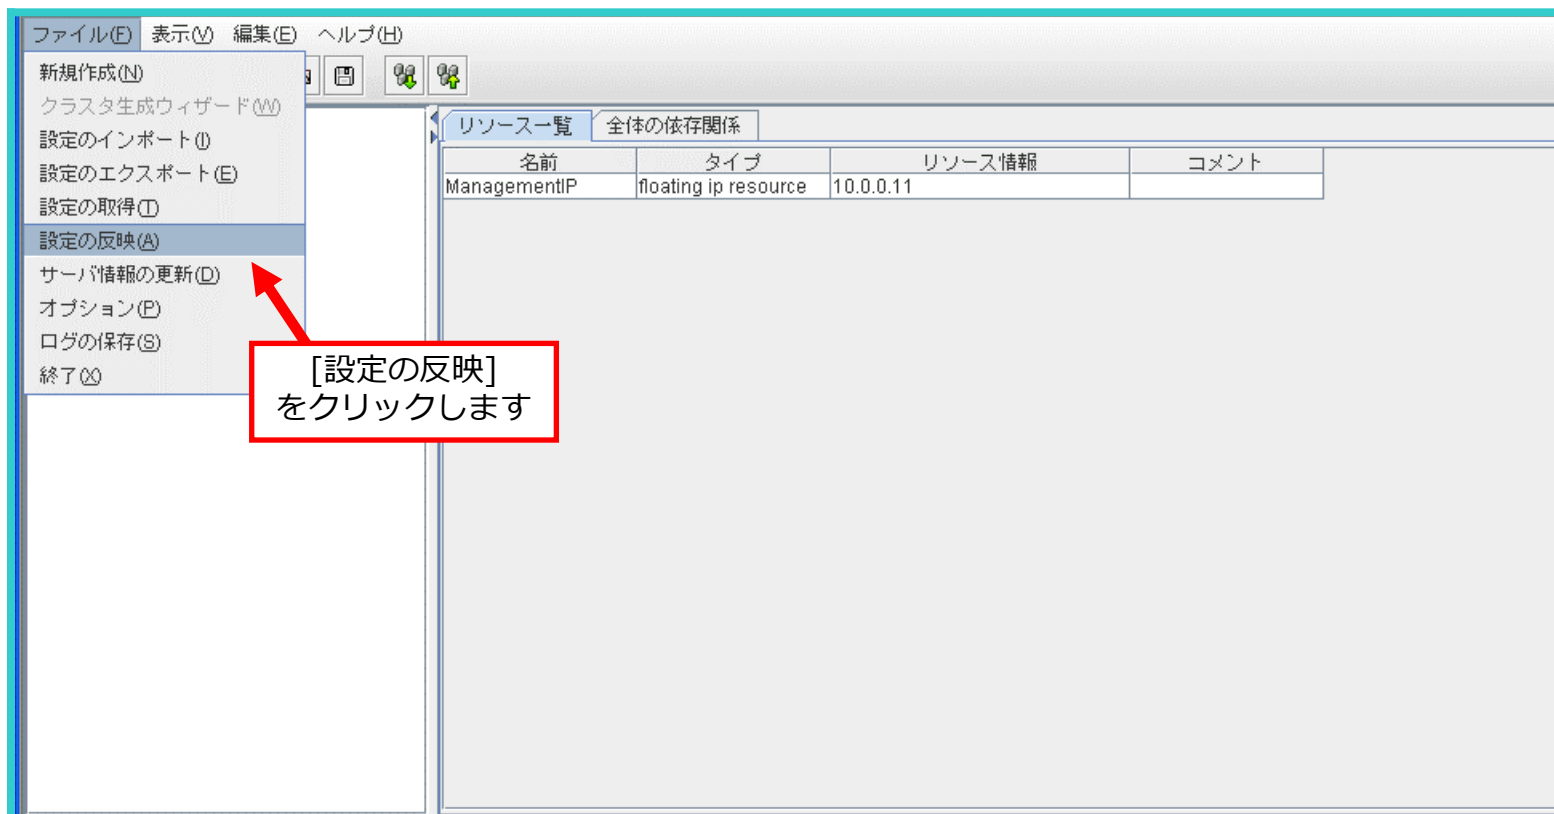 ファイル(F) 表示(V) 編集(E) ヘルプ(H)
新規作成(N)
クラスタ生成ウィザード(W)
設定のインポート(I)
設定のエクスポート(E)
設定の取得(T)
設定の反映(A)
サーバ情報の更新(D)
オプション(P)
ログの保存(S)
終了(X)
リソース一覧 全体の依存関係
名前 タイプ リソース情報 コメント
ManagementIP floating ip resource 10.0.0.11
[設定の反映]
をクリックします